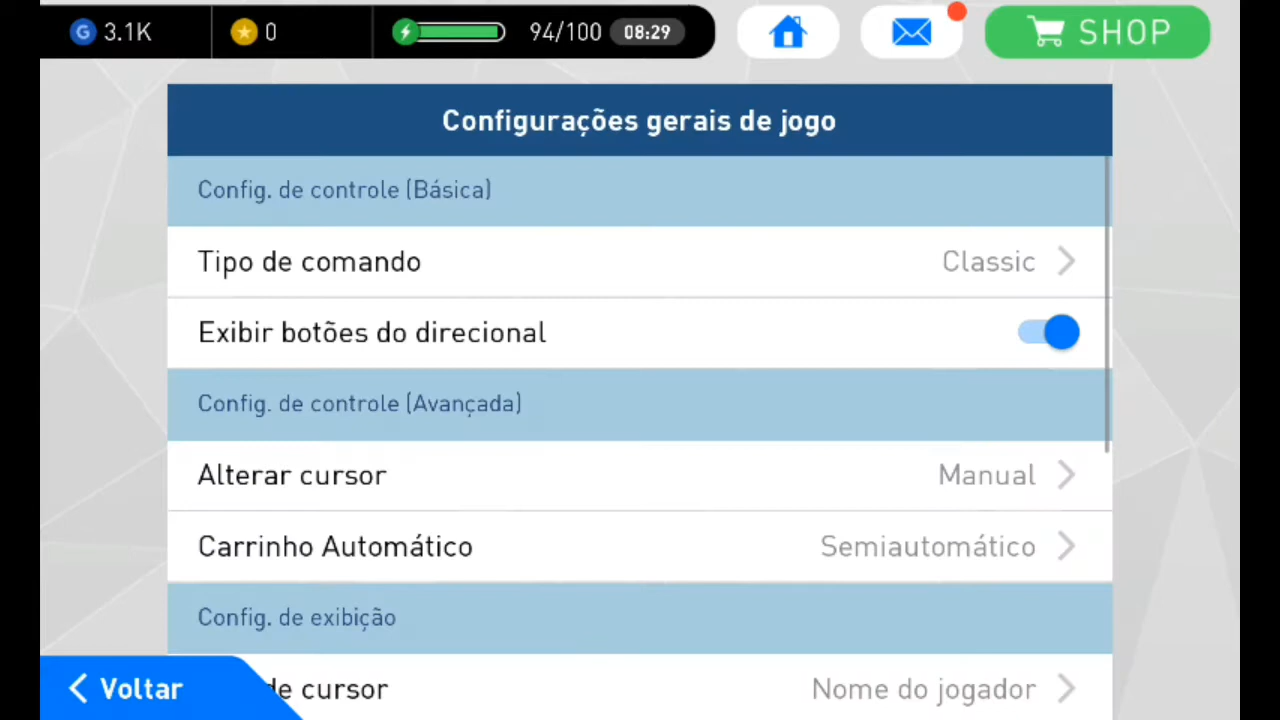 G 3.1K 0 94/100 08:29 SHOP
Configurações gerais de jogo
Config. de controle (Básica)
Tipo de comando Classic
Exibir botões do direcional
Config. de controle (Avançada)
Alterar cursor Manual
Carrinho Automático Semiautomático
Config. de exibição
de cursor Nome do jogador
Voltar